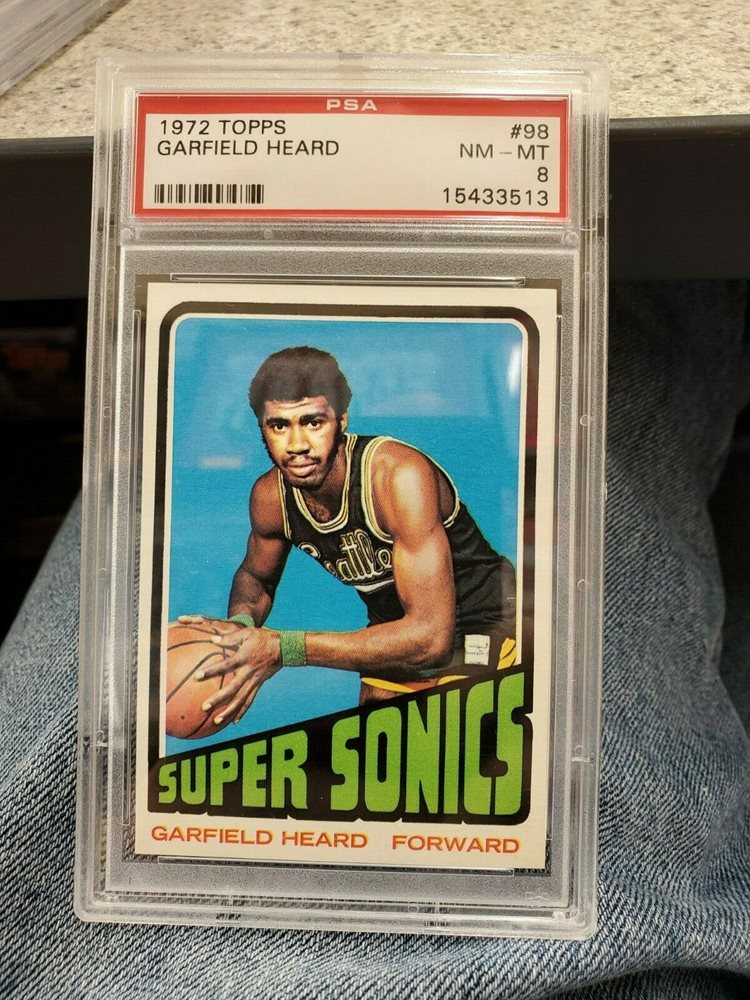 PSA
1972 TOPPS #98
GARFIELD HEARD NM - MT
8
15433513
Seattle
SUPER SONICS
GARFIELD HEARD FORWARD